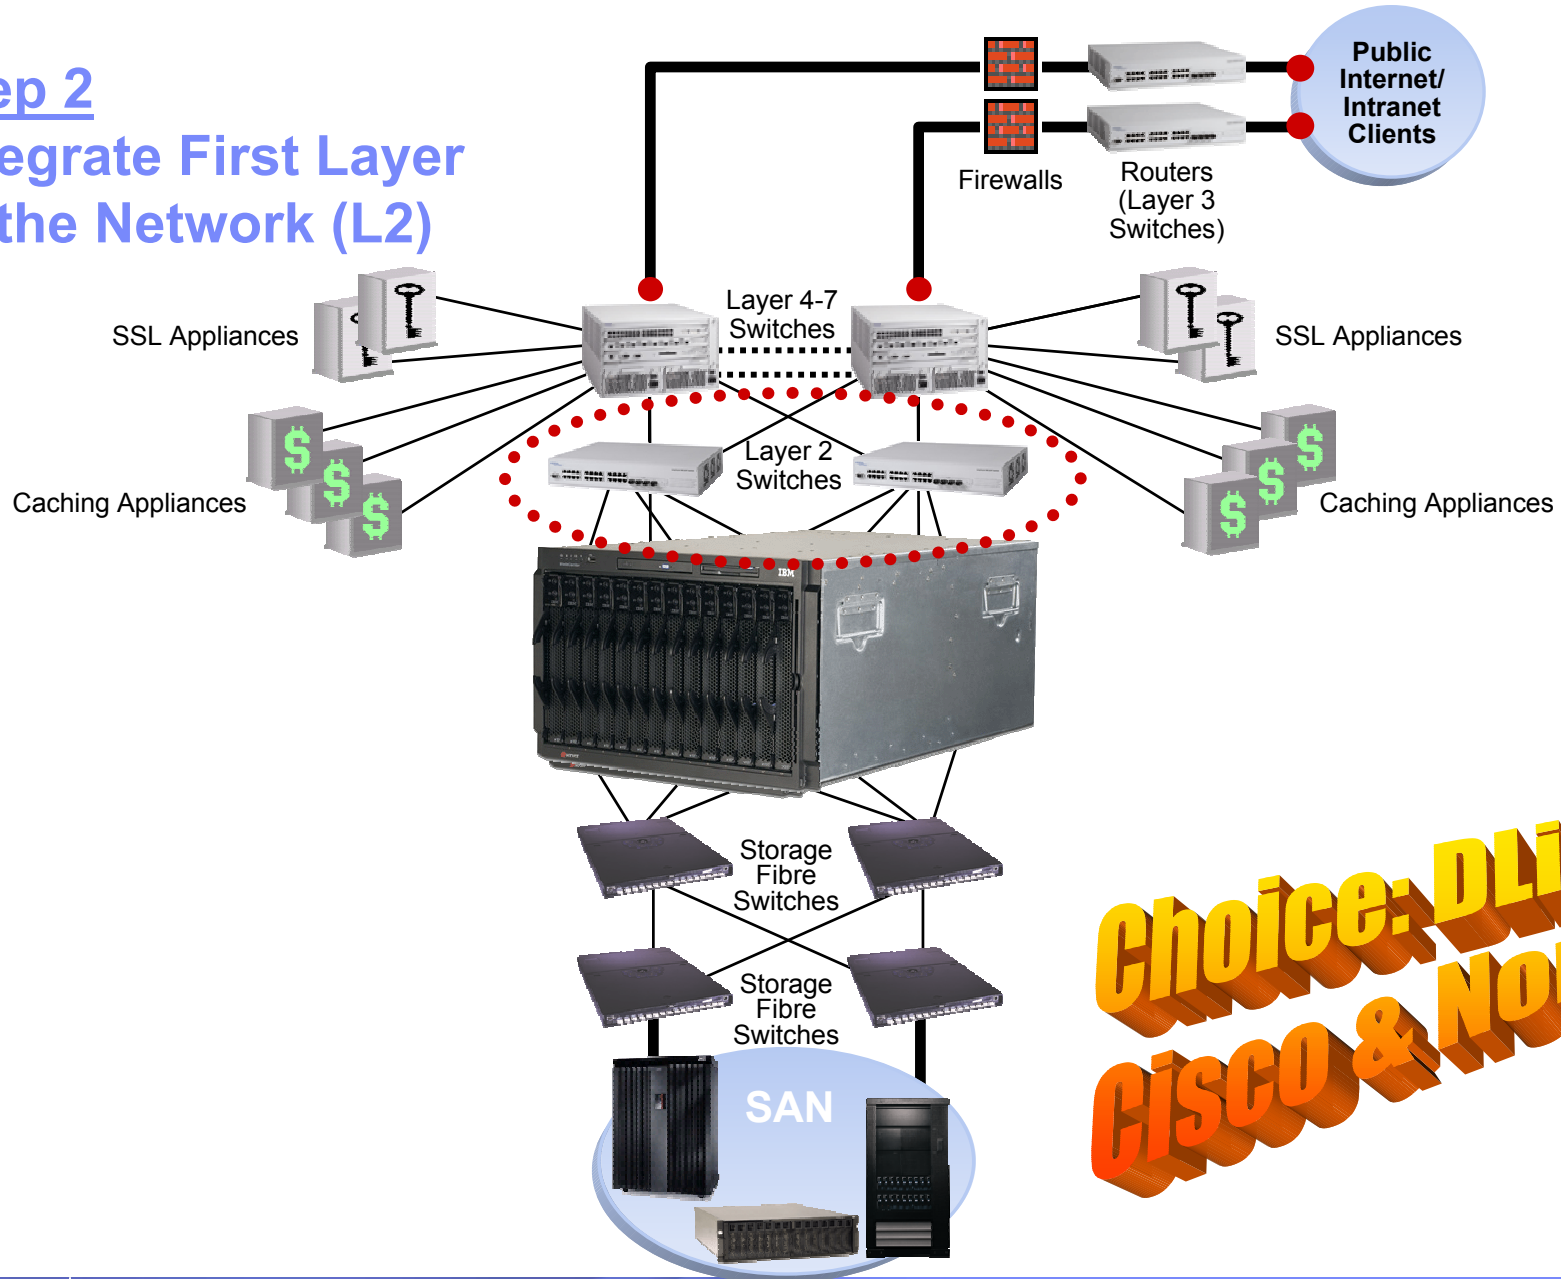 ep 2
egrate First Layer
the Network (L2)
Public
Internet/
Intranet
Clients
Firewalls
Routers
(Layer 3
Switches)
Layer 4-7
Switches
SSL Appliances
SSL Appliances
Layer 2
Switches
Caching Appliances
Caching Appliances
IBM
Storage
Fibre
Switches
Storage
Fibre
Switches
SAN
Choice: DLi
Cisco & No